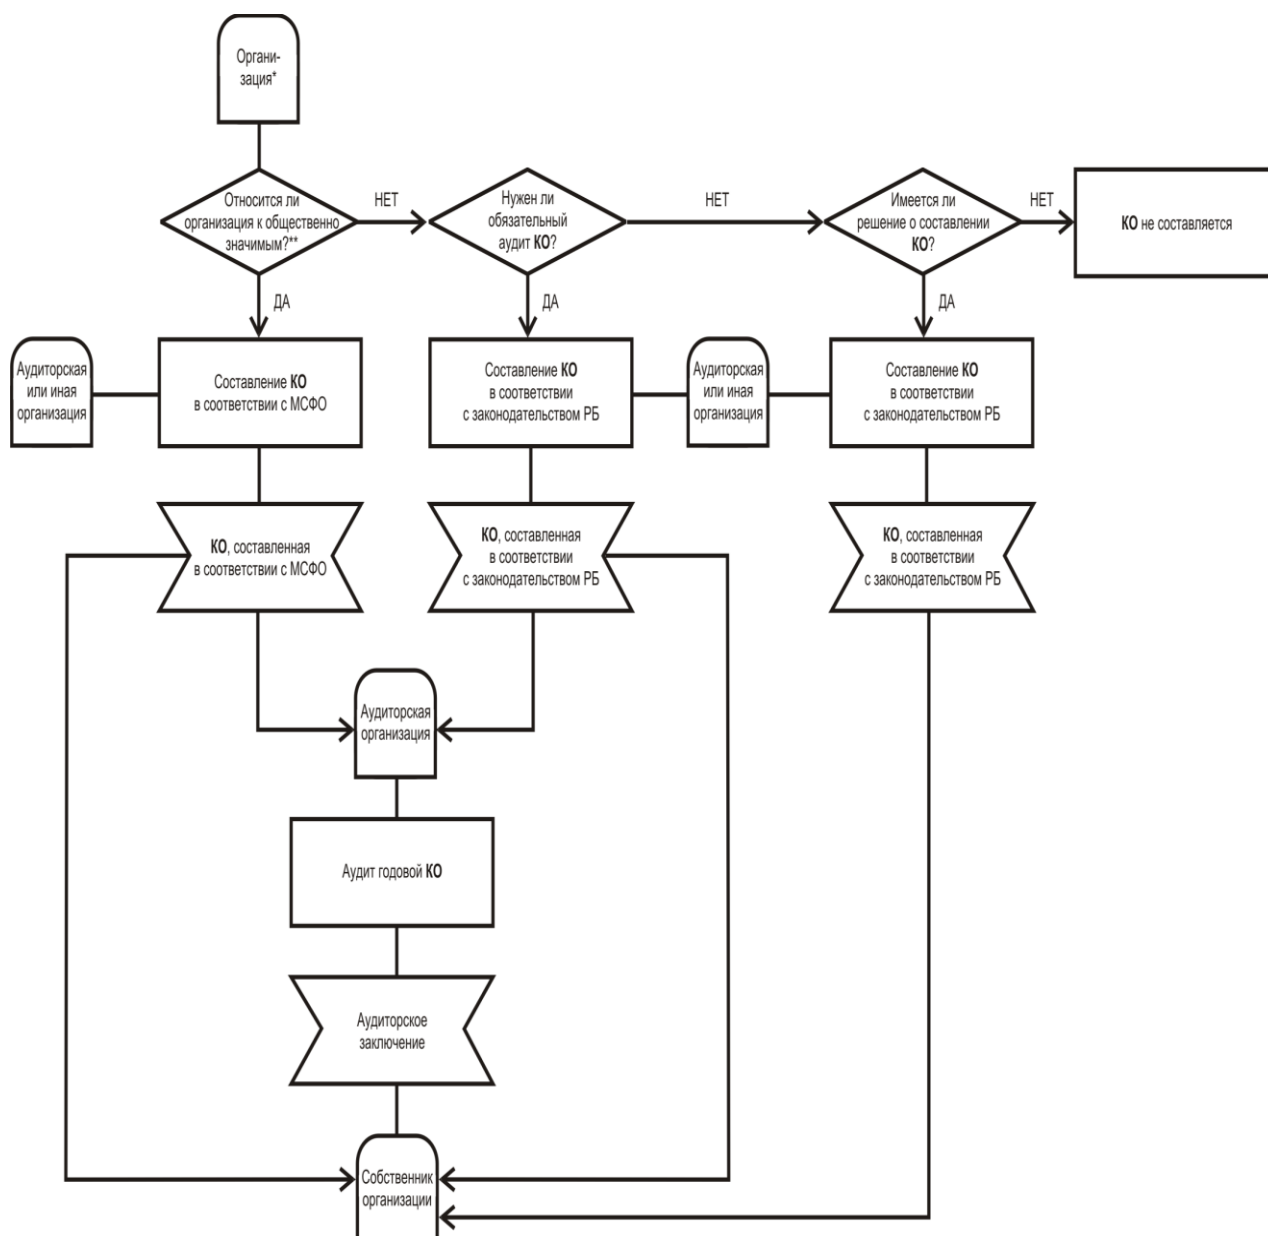 Органи-
зация*
Относится ли
организация к общественно
значимым?**
НЕТ
Нужен ли
обязательный
аудит КО?
НЕТ
Имеется ли
решение о составлении
КО?
НЕТ
КО не составляется
ДА
ДА
ДА
Аудиторская
или иная
организация
Составление КО
в соответствии с МСФО
Составление КО
в соответствии
с законодательством РБ
Аудиторская
или иная
организация
Составление КО
в соответствии
с законодательством РБ
КО, составленная
в соответствии с МСФО
КО, составленная
в соответствии
с законодательством РБ
КО, составленная
в соответствии
с законодательством РБ
Аудиторская
организация
Аудит годовой КО
Аудиторское
заключение
Собственник
организации